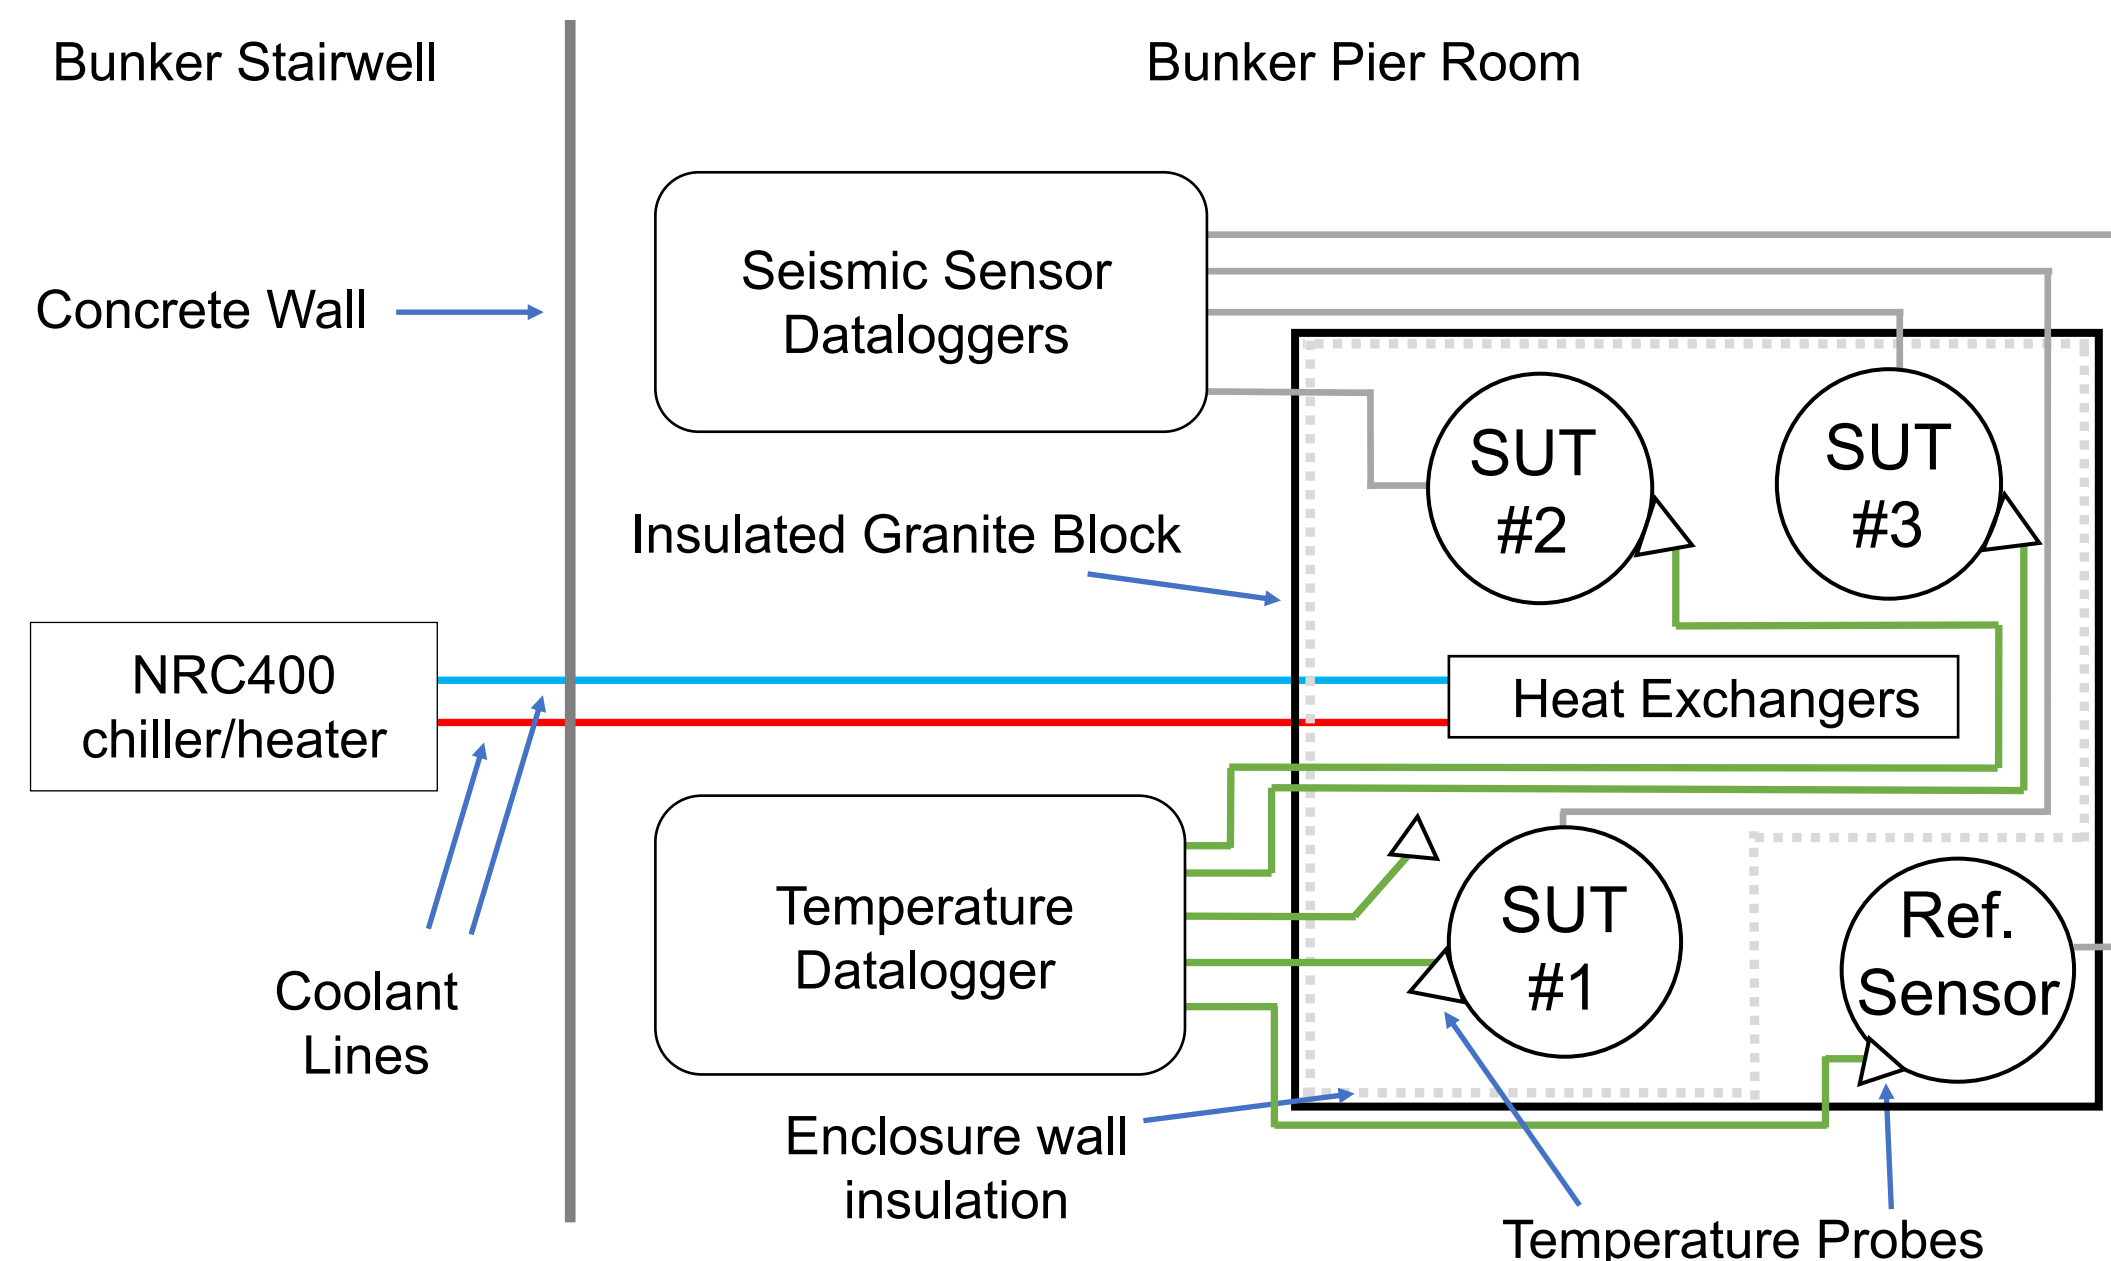 Bunker Stairwell
Bunker Pier Room
Concrete Wall
Seismic Sensor
Dataloggers
SUT
#2
SUT
#3
Insulated Granite Block
NRC400
chiller/heater
Heat Exchangers
Temperature
Datalogger
SUT
#1
Ref.
Sensor
Coolant
Lines
Enclosure wall
insulation
Temperature Probes